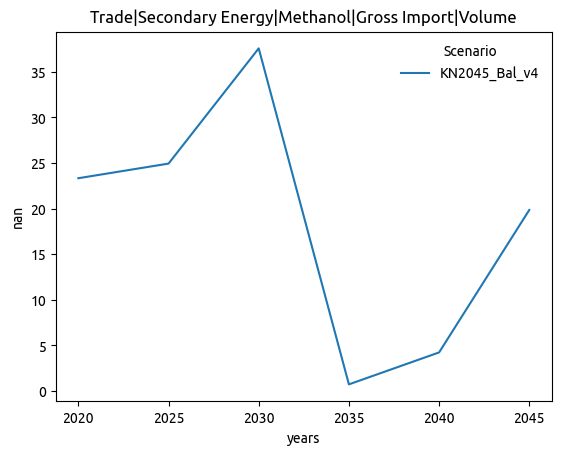 Trade|Secondary Energy|Methanol|Gross Import|Volume
Scenario
KN2045_Bal_v4
35
30
25
20
15
10
5
0
nan
2020 2025 2030 2035 2040 2045
years